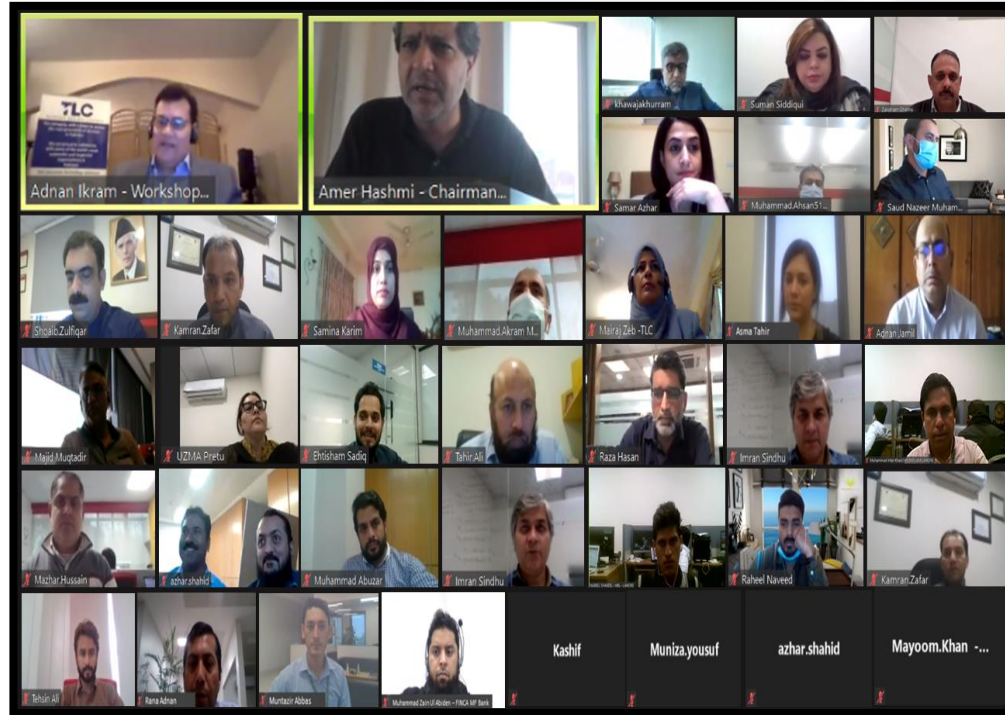 TLC
Adnan Ikram - Workshop...
Amer Hashmi - Chairman...
khawajakhurram
Suman Siddiqui
Samar Azhar
Muhammad.Ahsan51...
Saud Nazeer Muham...
Shoaib.Zulfiqar
Kamran.Zafar
Samina Karim
Muhammad.Akram M...
Mairaj Zeb -TLC
Asma Tahir
Adnan Jamil
Majid Muqtadir
UZMA Pretu
Ehtisham Sadiq
Tahir Ali
Raza Hasan
Imran Sindhu
Mazhar.Hussain
azhar.shahid
Muhammad Abuzar
Imran Sindhu
Raheel Naveed
Kamran.Zafar
Tehsin Ali
Rana Adnan
Muntazir Abbas
Muhammad Zain Ul Abiden - FINCA MF Bank
Kashif
Muniza.yousuf
azhar.shahid
Mayoom.Khan -...